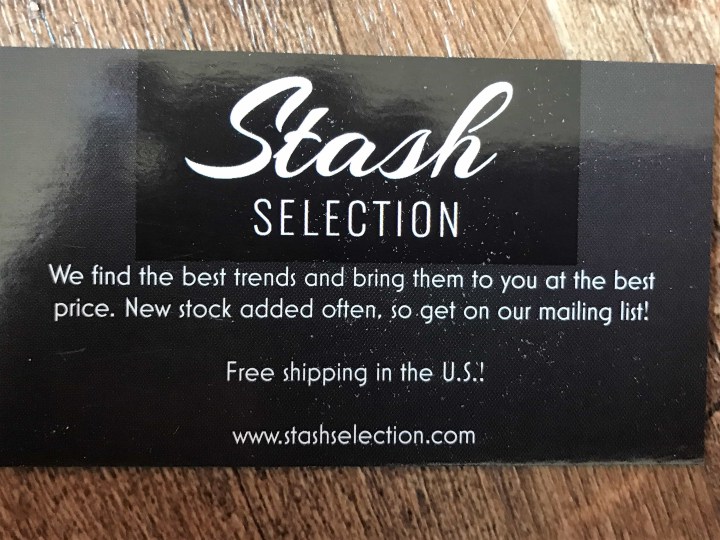 Stash
SELECTION
We find the best trends and bring them to you at the best
price. New stock added often, so get on our mailing list!
Free shipping in the U.S.!
www.stashselection.com